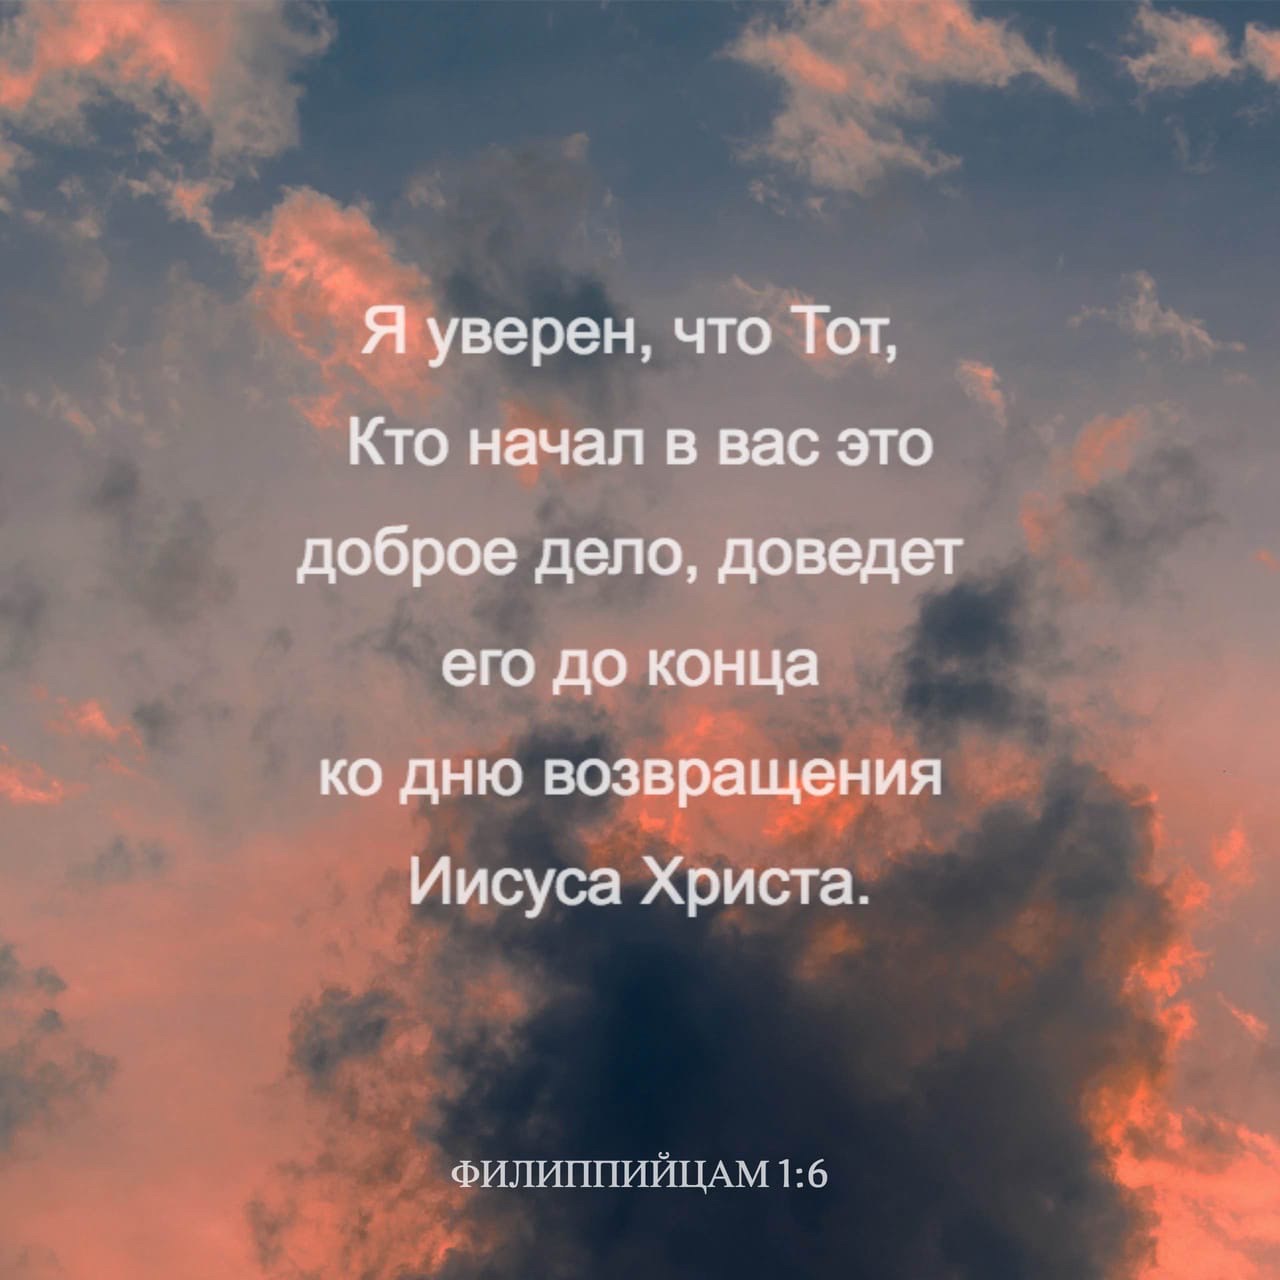 Я уверен, что Тот,
Кто начал в вас это
доброе дело, доведет
его до конца
ко дню возвращения
Иисуса Христа.
ФИЛИППИЙЦАМ 1:6